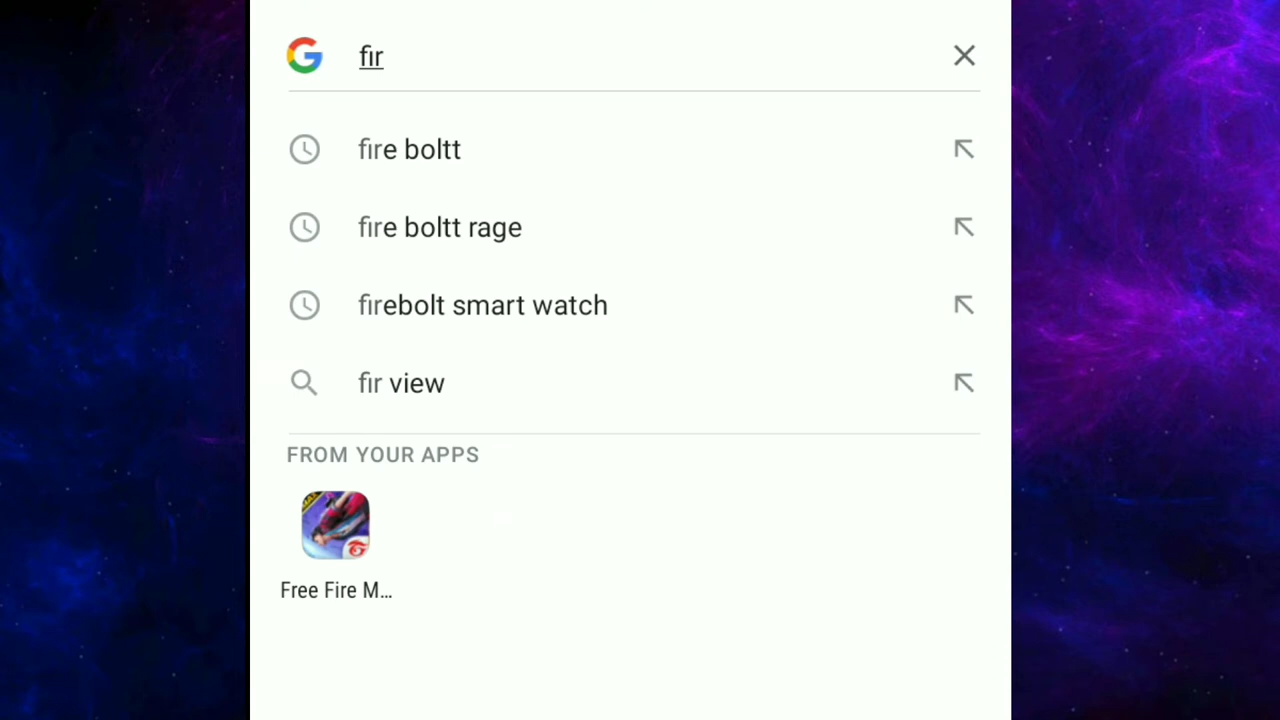 fir
fire boltt
fire boltt rage
firebolt smart watch
fir view
FROM YOUR APPS
Free Fire M...